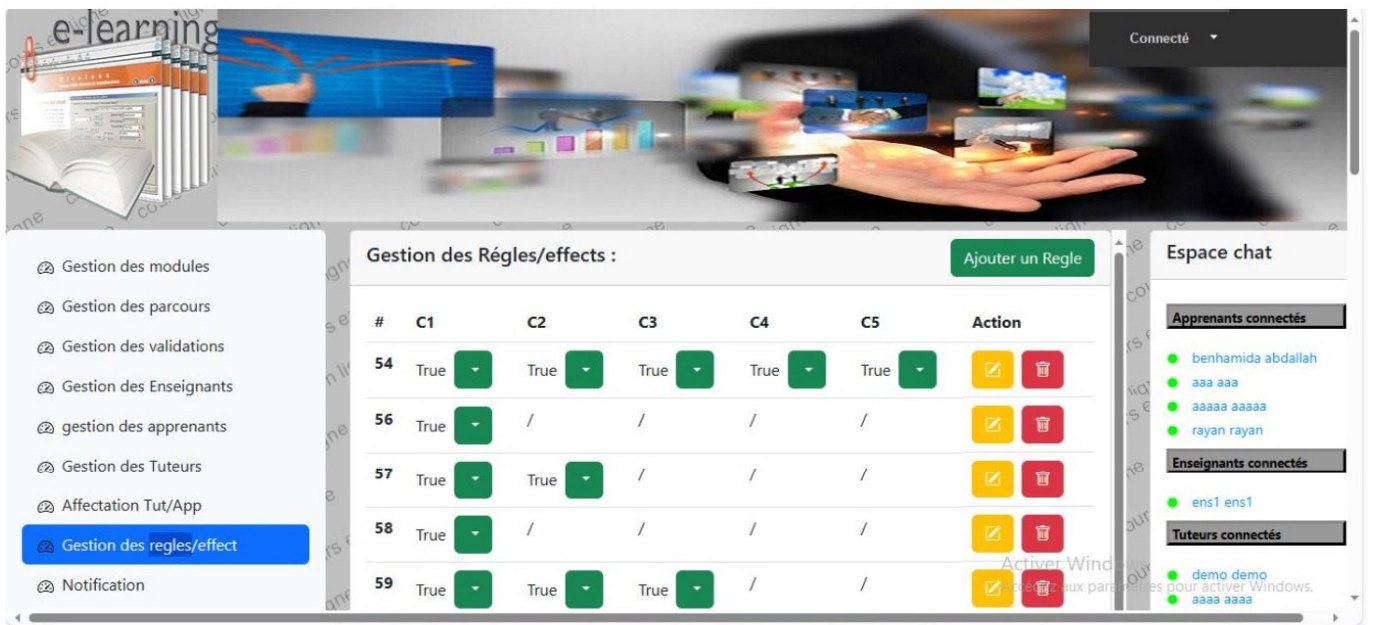 e-learning
Connecté
Gestion des modules
Gestion des parcours
Gestion des validations
Gestion des Enseignants
gestion des apprenants
Gestion des Tuteurs
Affectation Tut/App
Gestion des regles/effect
Notification
Gestion des Régles/effects :
Ajouter un Regle
# C1 C2 C3 C4 C5 Action
54 True True True True True
56 True / / / /
57 True True / / /
58 True / / / /
59 True True True / /
Espace chat
Apprenants connectés
benhamida abdallah
aaa aaa
aaaaa aaaaa
rayan rayan
Enseignants connectés
ens1 ens1
Tuteurs connectés
demo demo
aaaa aaaa
Activer Windows
Accédez aux paramètres pour activer Windows.